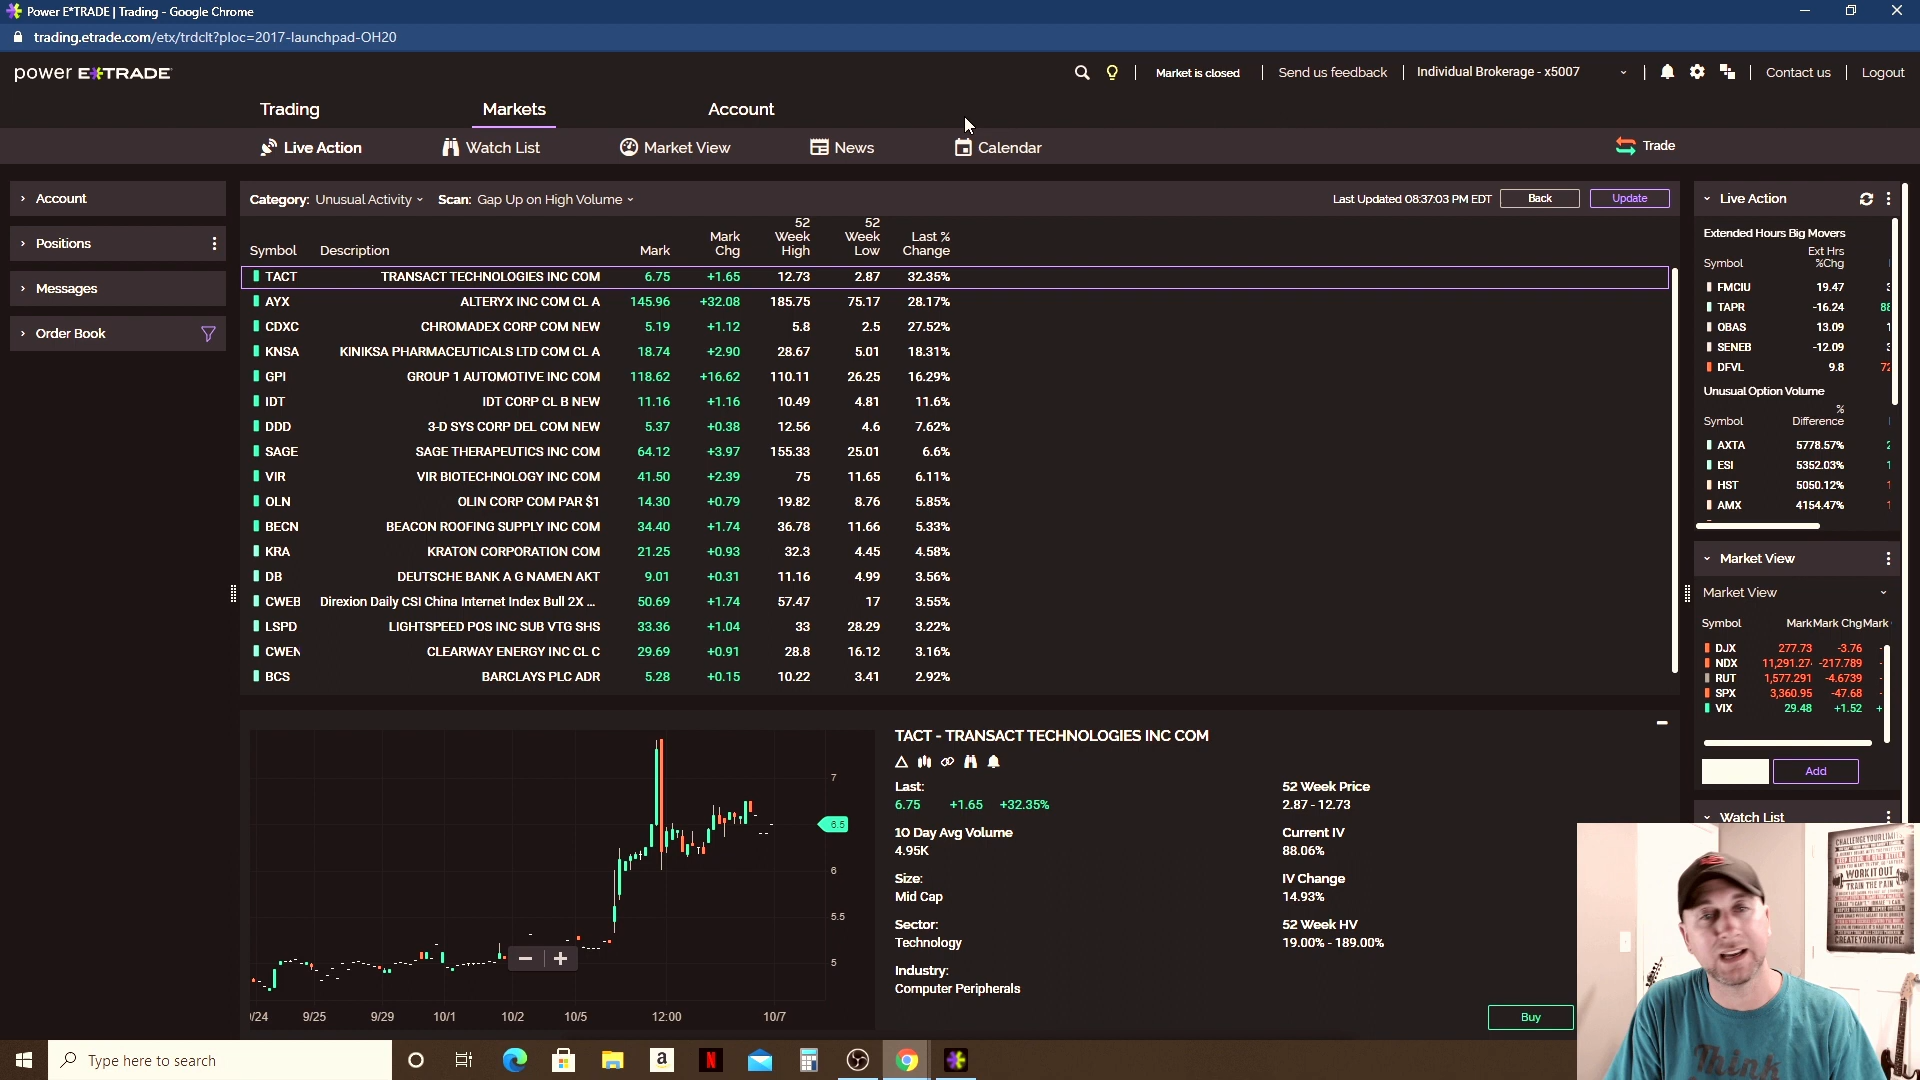 Power E*TRADE | Trading - Google Chrome
trading.etrade.com/etx/trdclt?ploc=2017-launchpad-OH20
power E*TRADE
Market is closed
Send us feedback
Individual Brokerage - x5007
Contact us
Logout
Trading
Markets
Account
Live Action
Watch List
Market View
News
Calendar
Trade
Account
Positions
Messages
Order Book
Category: Unusual Activity Scan: Gap Up on High Volume
Last Updated 08:37:03 PM EDT
Back
Update
Symbol Description Mark Mark Chg 52 Week High 52 Week Low Last % Change
TACT TRANSACT TECHNOLOGIES INC COM 6.75 +1.65 12.73 2.87 32.35%
AYX ALTERYX INC COM CL A 145.96 +32.08 185.75 75.17 28.17%
CDXC CHROMADEX CORP COM NEW 5.19 +1.12 5.8 2.5 27.52%
KNSA KINIKSA PHARMACEUTICALS LTD COM CL A 18.74 +2.90 28.67 5.01 18.31%
GPI GROUP 1 AUTOMOTIVE INC COM 118.62 +16.62 110.11 26.25 16.29%
IDT IDT CORP CL B NEW 11.16 +1.16 10.49 4.81 11.6%
DDD 3-D SYS CORP DEL COM NEW 5.37 +0.38 12.56 4.6 7.62%
SAGE SAGE THERAPEUTICS INC COM 64.12 +3.97 155.33 25.01 6.6%
VIR VIR BIOTECHNOLOGY INC COM 41.50 +2.39 75 11.65 6.11%
OLN OLIN CORP COM PAR $1 14.30 +0.79 19.82 8.76 5.85%
BECN BEACON ROOFING SUPPLY INC COM 34.40 +1.74 36.78 11.66 5.33%
KRA KRATON CORPORATION COM 21.25 +0.93 32.3 4.45 4.58%
DB DEUTSCHE BANK A G NAMEN AKT 9.01 +0.31 11.16 4.99 3.56%
CWEB Direxion Daily CSI China Internet Index Bull 2X ... 50.69 +1.74 57.47 17 3.55%
LSPD LIGHTSPEED POS INC SUB VTG SHS 33.36 +1.04 33 28.29 3.22%
CWEN CLEARWAY ENERGY INC CL C 29.69 +0.91 28.8 16.12 3.16%
BCS BARCLAYS PLC ADR 5.28 +0.15 10.22 3.41 2.92%
Live Action
Extended Hours Big Movers
Symbol Ext Hrs %Chg
FMCIU 19.47
TAPR -16.24
OBAS 13.09
SENEB -12.09
DFVL 9.8
Unusual Option Volume
Symbol % Difference
AXTA 5778.57%
ESI 5352.03%
HST 5050.12%
AMX 4154.47%
Market View
Market View
Symbol Mark Mark Chg Mark
DJX 277.73 -3.76
NDX 11,291.27 -217.789
RUT 1,577.291 -4.6739
SPX 3,360.95 -47.68
VIX 29.48 +1.52 +
Add
Watch List
7
6.5
6
5.5
5
/24 9/25 9/29 10/1 10/2 10/5 12:00 10/7
TACT - TRANSACT TECHNOLOGIES INC COM
Last:
6.75 +1.65 +32.35%
10 Day Avg Volume
4.95K
Size:
Mid Cap
Sector:
Technology
Industry:
Computer Peripherals
52 Week Price
2.87 - 12.73
Current IV
88.06%
IV Change
14.93%
52 Week HV
19.00% - 189.00%
Buy
CHALLENGE YOUR LIMITS
WORK IT OUT
TRAIN THE PAIN
CREATE YOUR FUTURE
Think
Type here to search